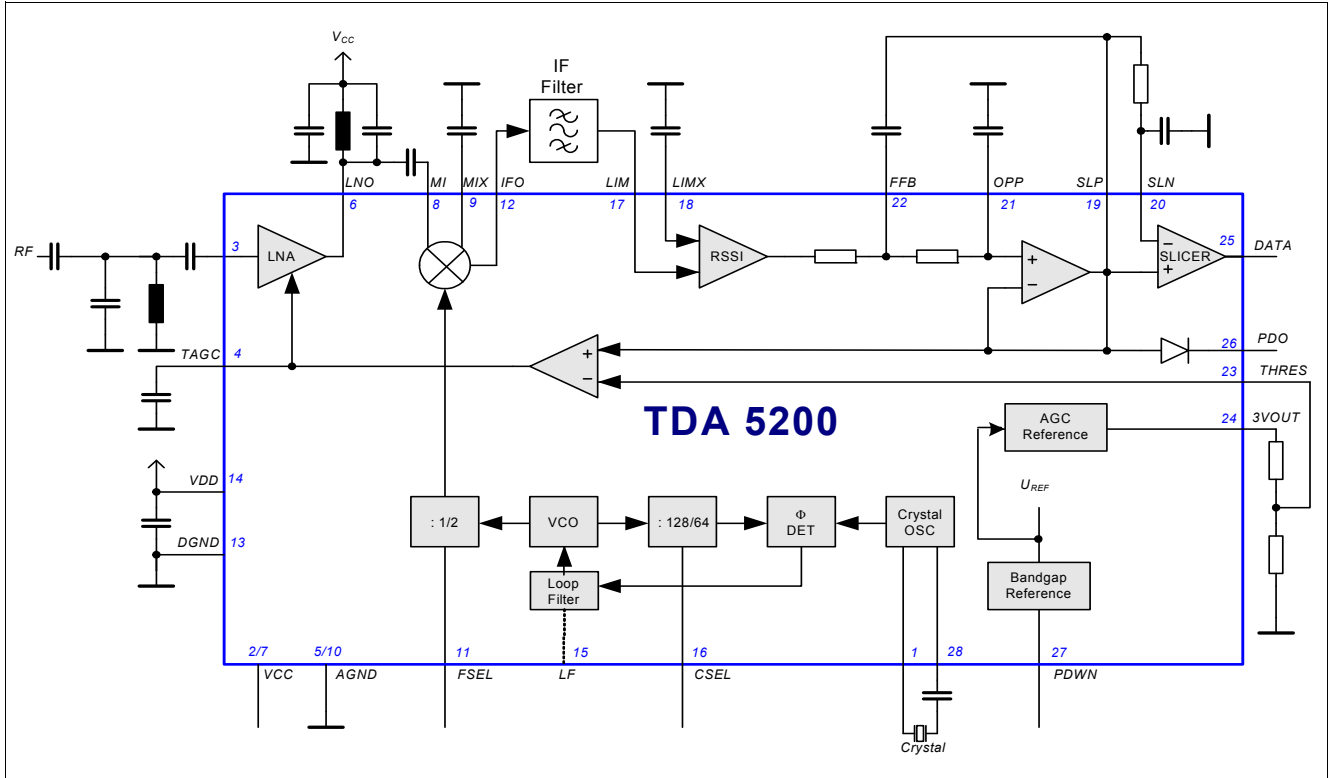 VCC
IF
Filter
LNO
MI
MIX
IFO
LIM
LIMX
FFB
OPP
SLP
SLN
6
8
9
12
17
18
22
21
19
20
RF
3
LNA
RSSI
+
−
−
SLICER
+
25
DATA
TAGC
4
+
−
26
PDO
23
THRES
TDA 5200
AGC
Reference
24
3VOUT
VDD
14
UREF
: 1/2
VCO
: 128/64
Φ
DET
Crystal
OSC
DGND
13
Loop
Filter
Bandgap
Reference
2/7
5/10
11
15
16
1
28
27
VCC
AGND
FSEL
LF
CSEL
PDWN
Crystal